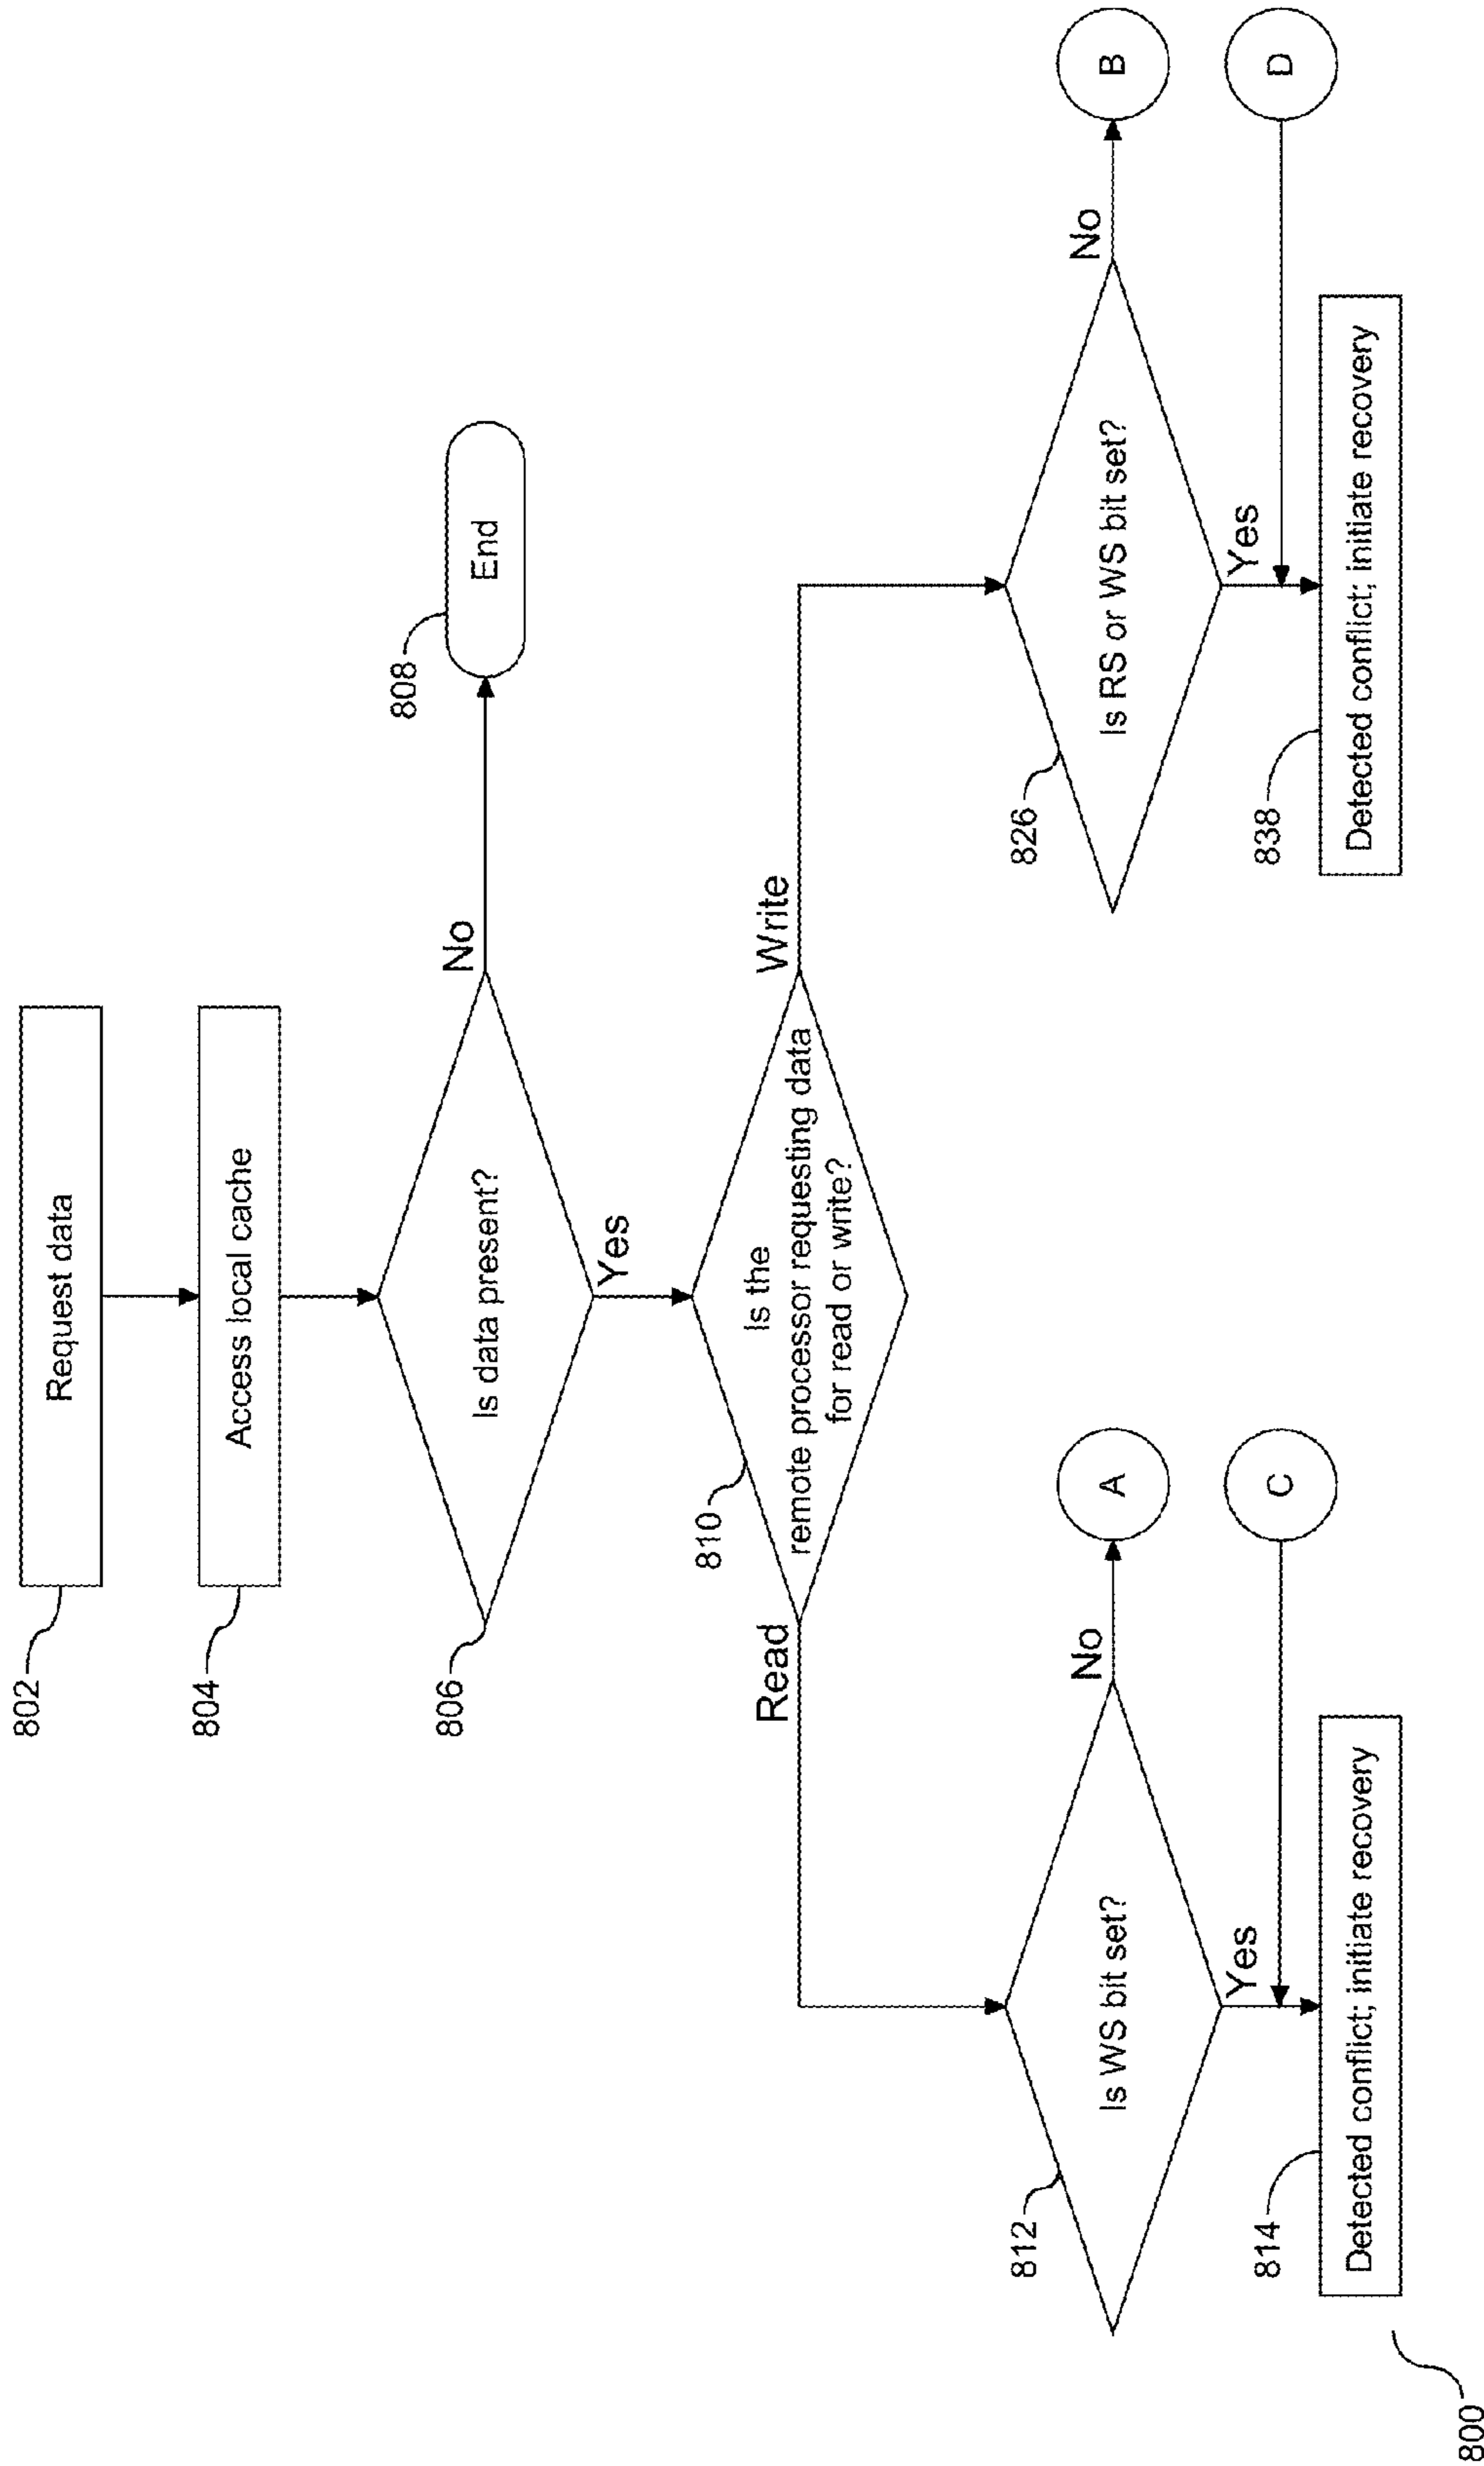 802
Request data
804
Access local cache
806
Is data present?
No
808
End
Yes
810
Is the
remote processor requesting data
for read or write?
Read
Write
812
Is WS bit set?
No
A
Yes
C
814
Detected conflict; initiate recovery
826
Is RS or WS bit set?
No
B
Yes
D
838
Detected conflict; initiate recovery
800